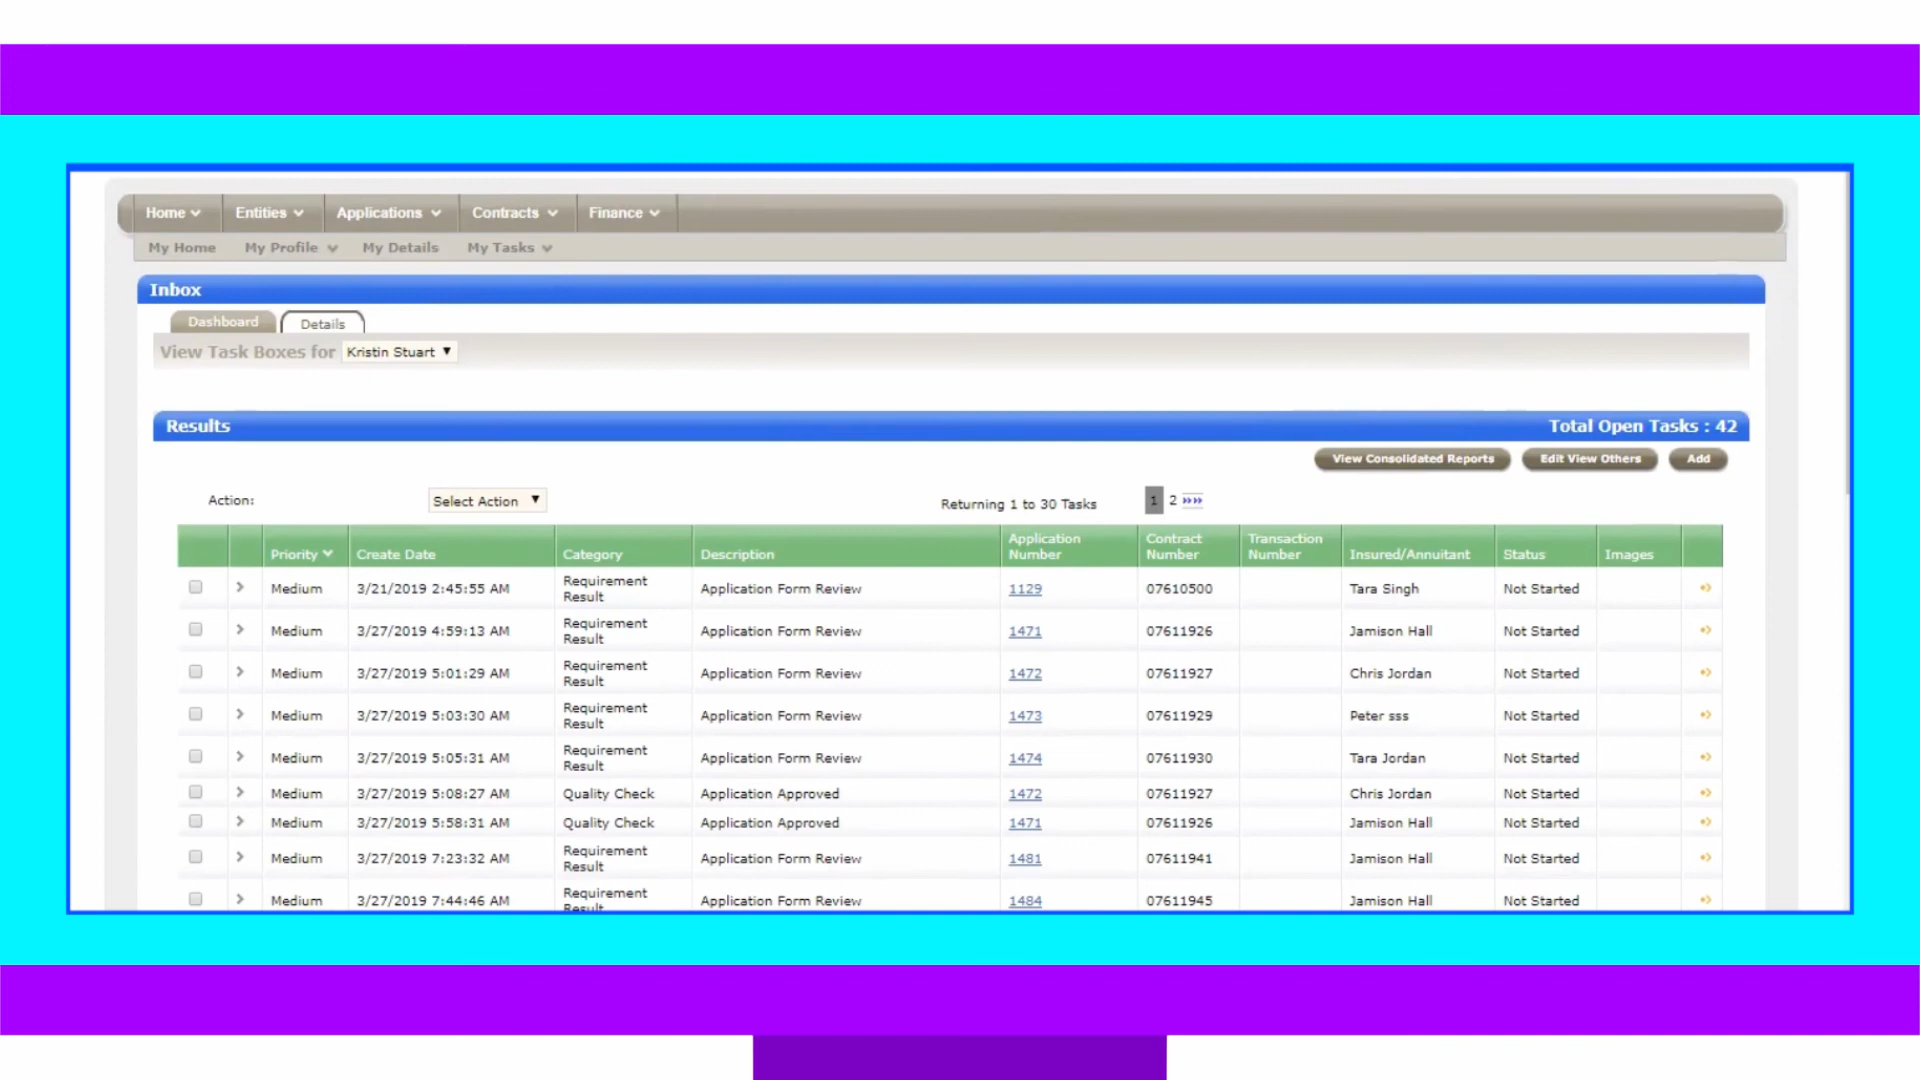 Home Entities Applications Contracts Finance
My Home My Profile My Details My Tasks
Inbox
Dashboard Details
View Task Boxes for Kristin Stuart
Results Total Open Tasks : 42
View Consolidated Reports Edit View Others Add
Action: Select Action Returning 1 to 30 Tasks 1 2 »»
Priority Create Date Category Description Application Number Contract Number Transaction Number Insured/Annuitant Status Images
Medium 3/21/2019 2:45:55 AM Requirement Result Application Form Review 1129 07610500 Tara Singh Not Started
Medium 3/27/2019 4:59:13 AM Requirement Result Application Form Review 1471 07611926 Jamison Hall Not Started
Medium 3/27/2019 5:01:29 AM Requirement Result Application Form Review 1472 07611927 Chris Jordan Not Started
Medium 3/27/2019 5:03:30 AM Requirement Result Application Form Review 1473 07611929 Peter sss Not Started
Medium 3/27/2019 5:05:31 AM Requirement Result Application Form Review 1474 07611930 Tara Jordan Not Started
Medium 3/27/2019 5:08:27 AM Quality Check Application Approved 1472 07611927 Chris Jordan Not Started
Medium 3/27/2019 5:58:31 AM Quality Check Application Approved 1471 07611926 Jamison Hall Not Started
Medium 3/27/2019 7:23:32 AM Requirement Result Application Form Review 1481 07611941 Jamison Hall Not Started
Medium 3/27/2019 7:44:46 AM Requirement Result Application Form Review 1484 07611945 Jamison Hall Not Started